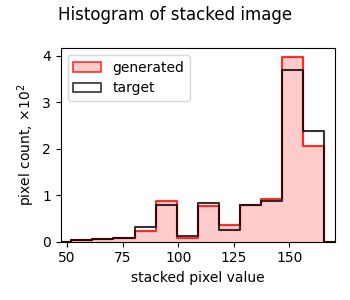 Histogram of stacked image
generated
target
pixel count, ×10²
4
3
2
1
0
50 75 100 125 150
stacked pixel value